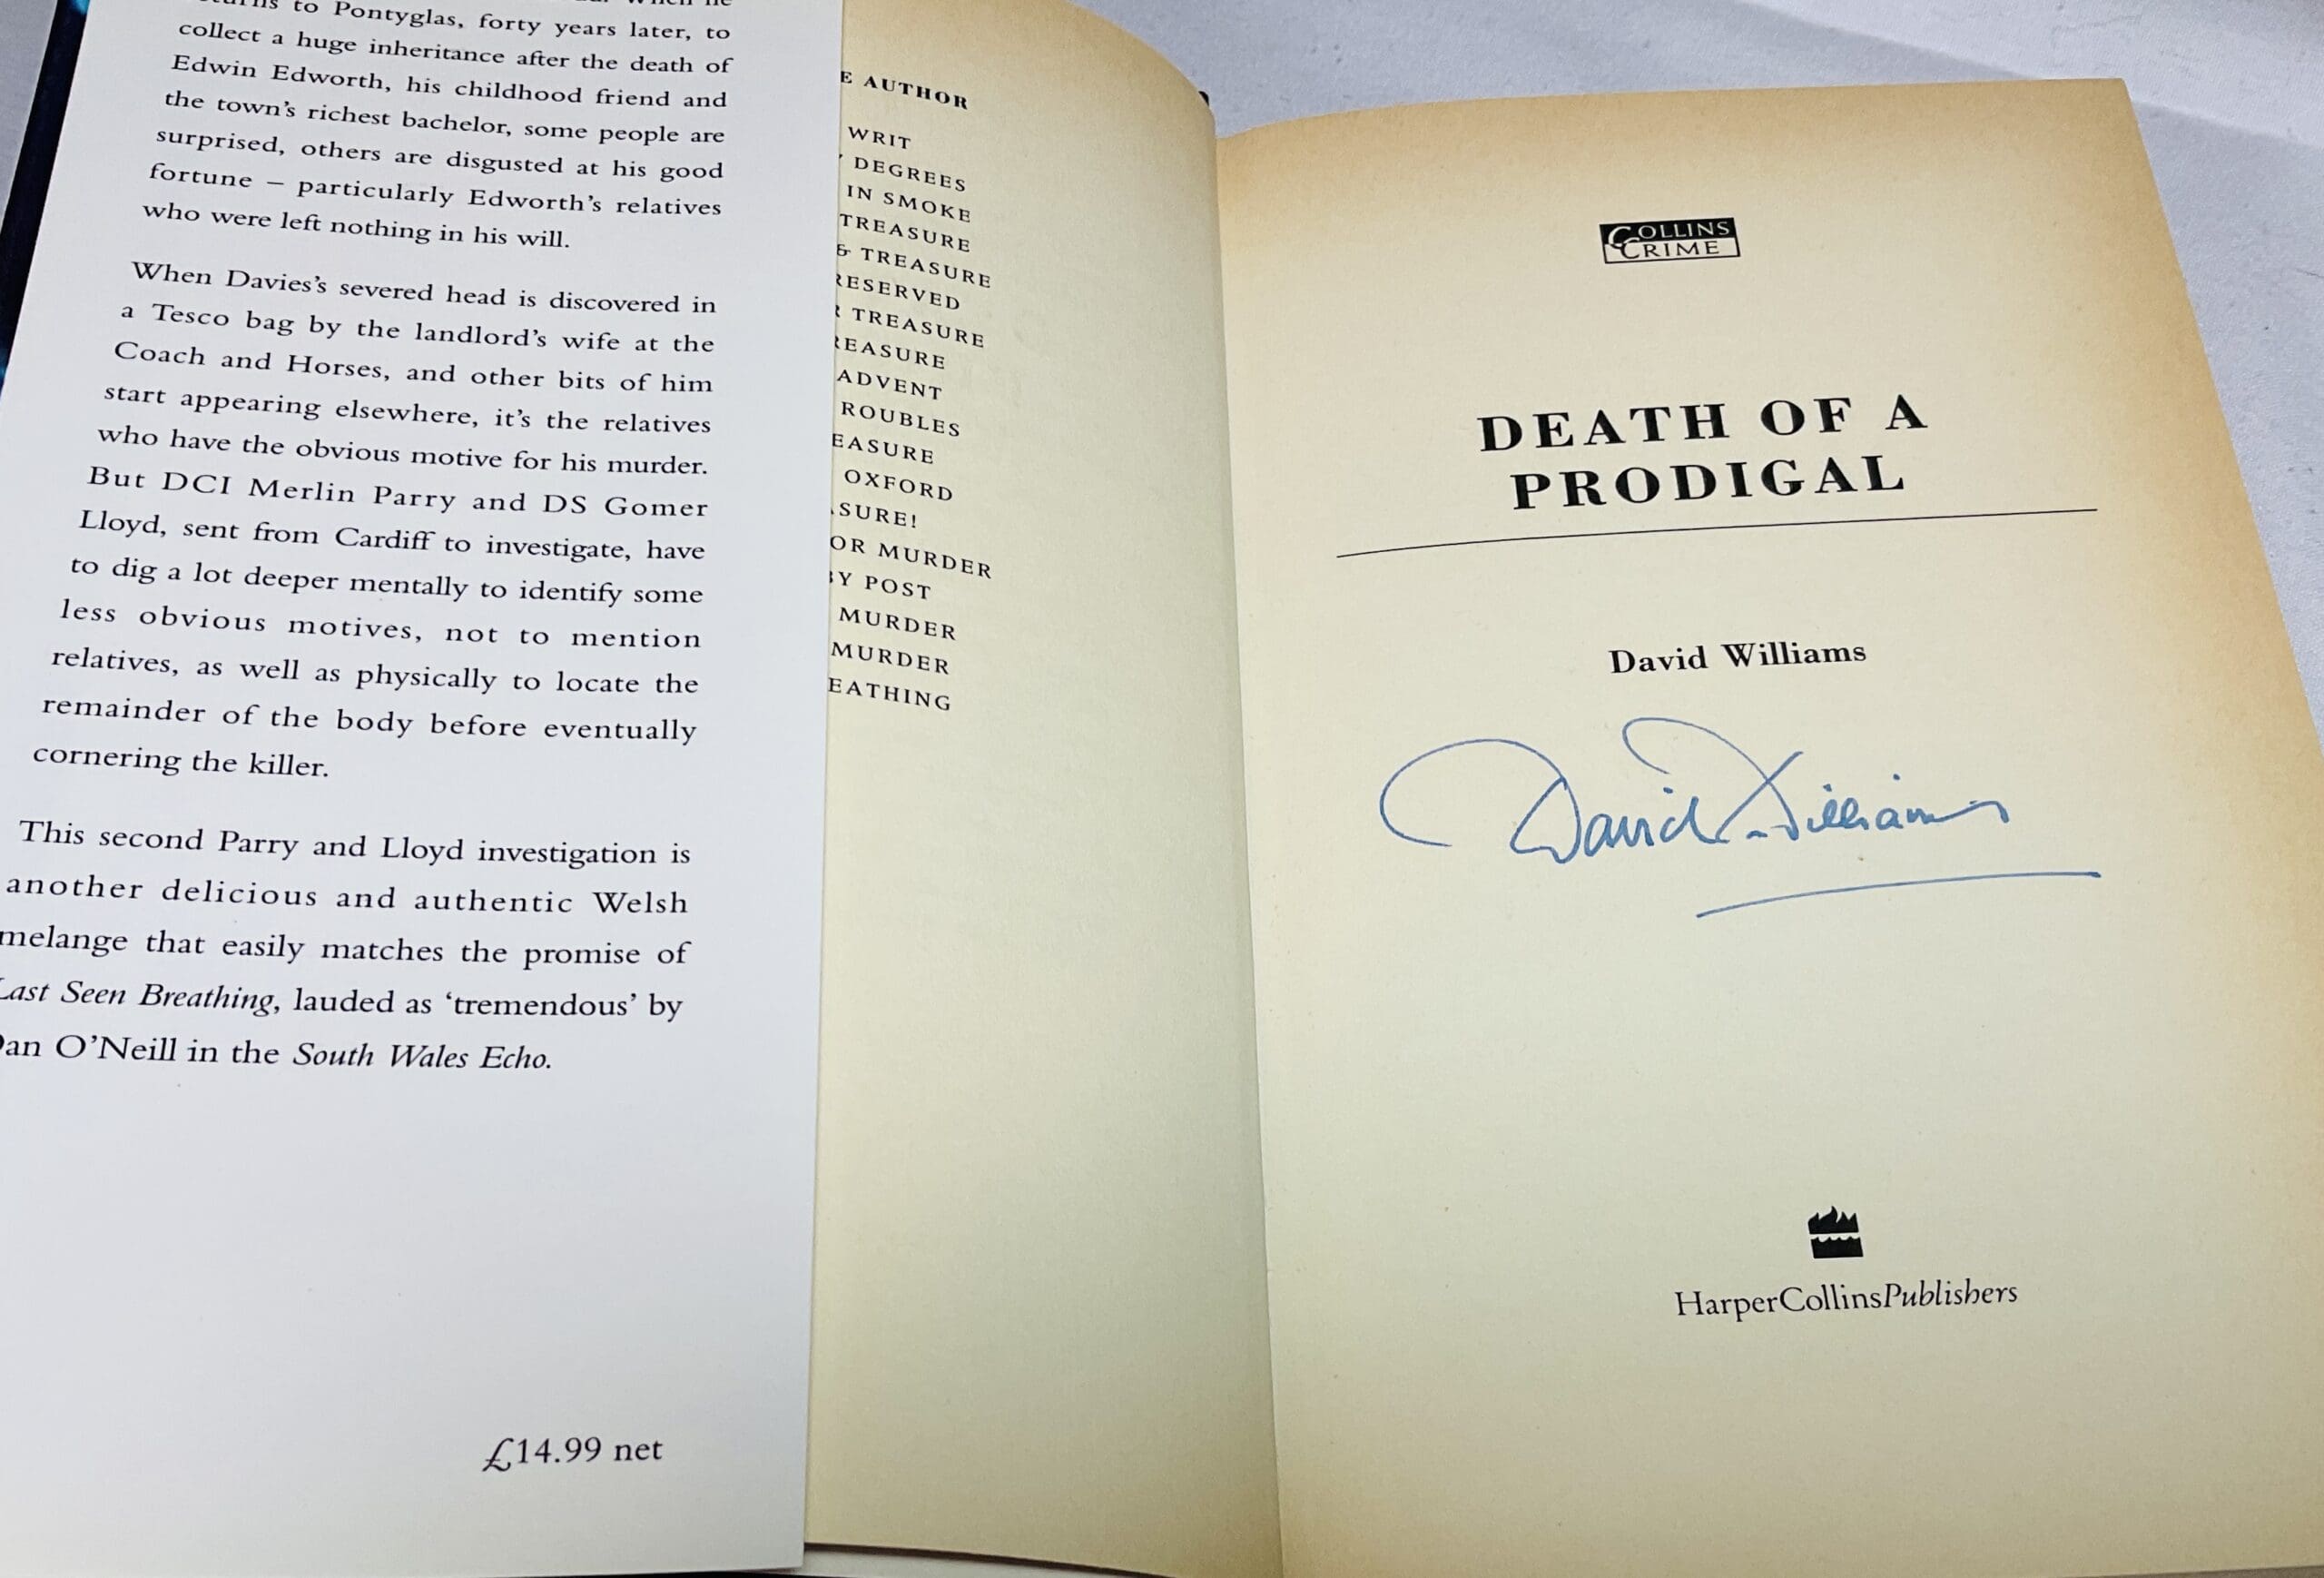 to Pontyglas, forty years later, to
collect a huge inheritance after the death of
Edwin Edworth, his childhood friend and
the town's richest bachelor, some people are
surprised, others are disgusted at his good
fortune – particularly Edworth's relatives
who were left nothing in his will.
When Davies's severed head is discovered in
a Tesco bag by the landlord's wife at the
Coach and Horses, and other bits of him
start appearing elsewhere, it's the relatives
who have the obvious motive for his murder.
But DCI Merlin Parry and DS Gomer
Lloyd, sent from Cardiff to investigate, have
to dig a lot deeper mentally to identify some
less obvious motives, not to mention
relatives, as well as physically to locate the
remainder of the body before eventually
cornering the killer.
This second Parry and Lloyd investigation is
another delicious and authentic Welsh
melange that easily matches the promise of
Last Seen Breathing, lauded as 'tremendous' by
Dan O'Neill in the South Wales Echo.
£14.99 net
E AUTHOR
WRIT
DEGREES
IN SMOKE
TREASURE
& TREASURE
RESERVED
R TREASURE
REASURE
ADVENT
ROUBLES
EASURE
OXFORD
SURE!
OR MURDER
BY POST
MURDER
MURDER
EATHING
COLLINS
CRIME
DEATH OF A
PRODIGAL
David Williams
David Williams
HarperCollinsPublishers